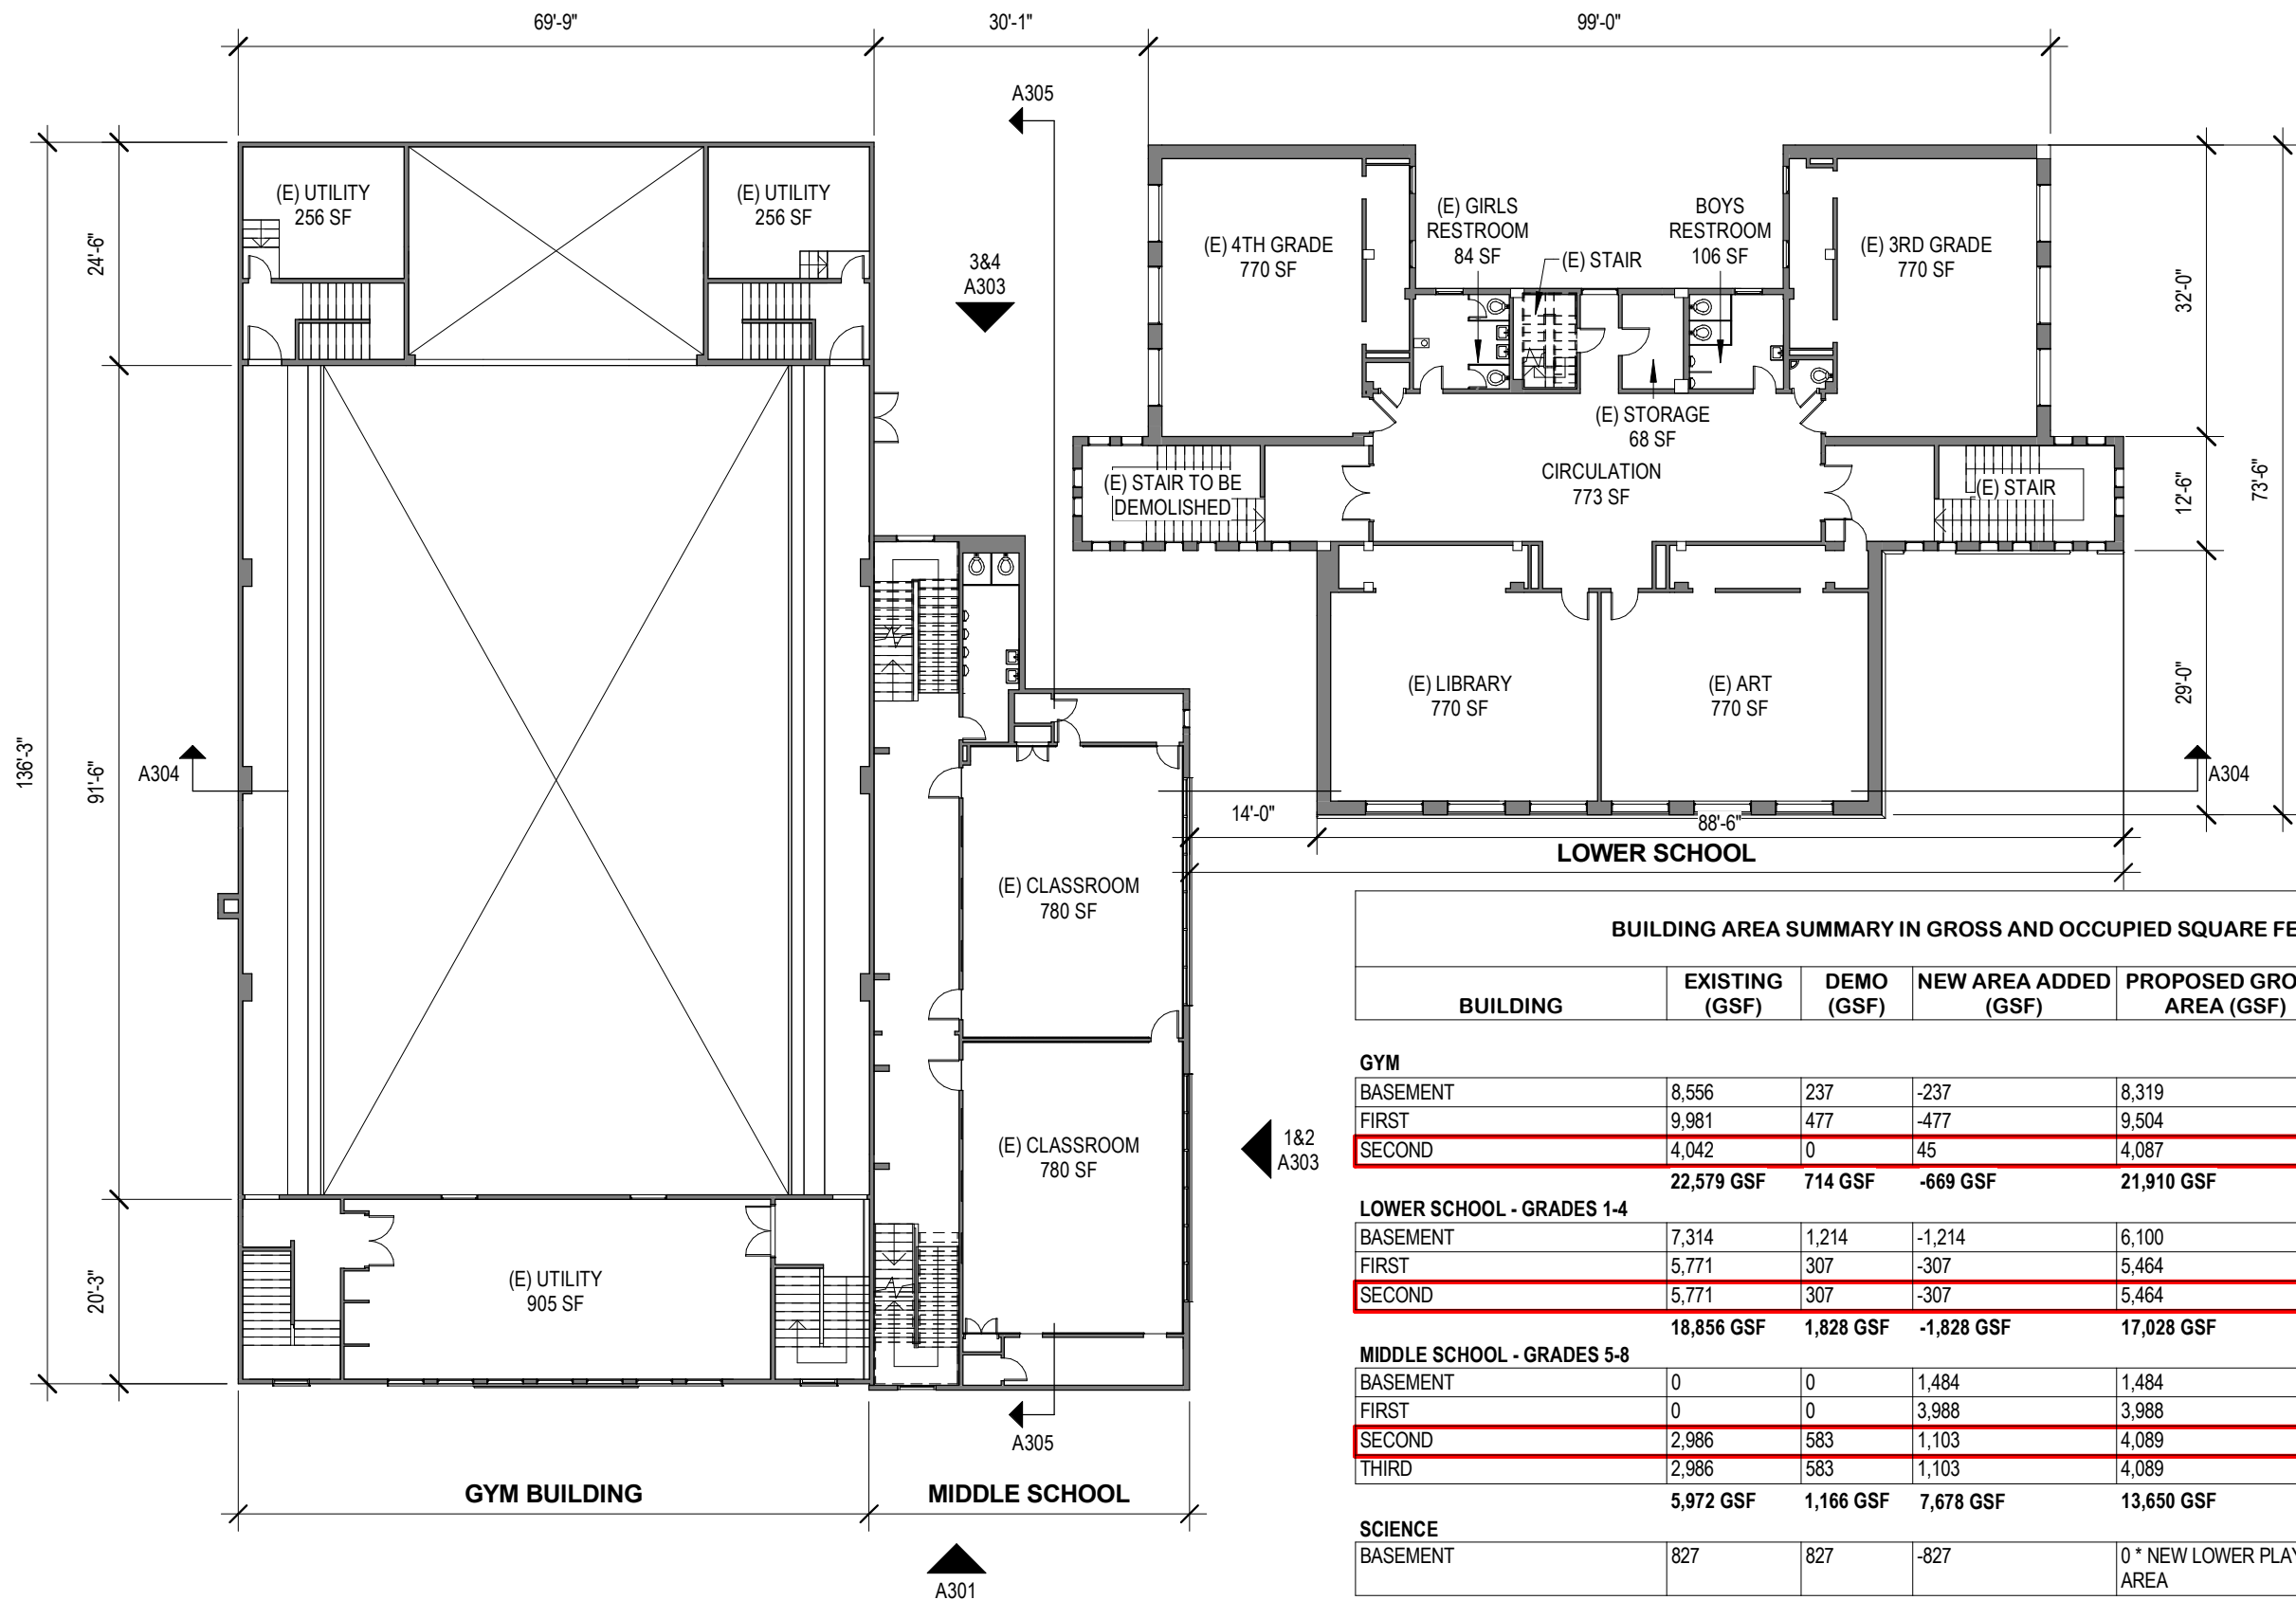 69'-9"
30'-1"
99'-0"
A305
(E) UTILITY
256 SF
(E) UTILITY
256 SF
24'-6"
3&4
A303
(E) 4TH GRADE
770 SF
(E) GIRLS
RESTROOM
84 SF
(E) STAIR
BOYS
RESTROOM
106 SF
(E) 3RD GRADE
770 SF
32'-0"
(E) STORAGE
68 SF
CIRCULATION
773 SF
(E) STAIR TO BE
DEMOLISHED
(E) STAIR
12'-6"
73'-6"
136'-3"
91'-6"
A304
(E) LIBRARY
770 SF
(E) ART
770 SF
29'-0"
A304
14'-0"
88'-6"
LOWER SCHOOL
(E) CLASSROOM
780 SF
(E) CLASSROOM
780 SF
1&2
A303
20'-3"
(E) UTILITY
905 SF
A305
GYM BUILDING
MIDDLE SCHOOL
A301
BUILDING AREA SUMMARY IN GROSS AND OCCUPIED SQUARE FE
BUILDING EXISTING (GSF) DEMO (GSF) NEW AREA ADDED (GSF) PROPOSED GRO AREA (GSF)
GYM
BASEMENT 8,556 237 -237 8,319
FIRST 9,981 477 -477 9,504
SECOND 4,042 0 45 4,087
22,579 GSF 714 GSF -669 GSF 21,910 GSF
LOWER SCHOOL - GRADES 1-4
BASEMENT 7,314 1,214 -1,214 6,100
FIRST 5,771 307 -307 5,464
SECOND 5,771 307 -307 5,464
18,856 GSF 1,828 GSF -1,828 GSF 17,028 GSF
MIDDLE SCHOOL - GRADES 5-8
BASEMENT 0 0 1,484 1,484
FIRST 0 0 3,988 3,988
SECOND 2,986 583 1,103 4,089
THIRD 2,986 583 1,103 4,089
5,972 GSF 1,166 GSF 7,678 GSF 13,650 GSF
SCIENCE
BASEMENT 827 827 -827 0 * NEW LOWER PLAY
AREA